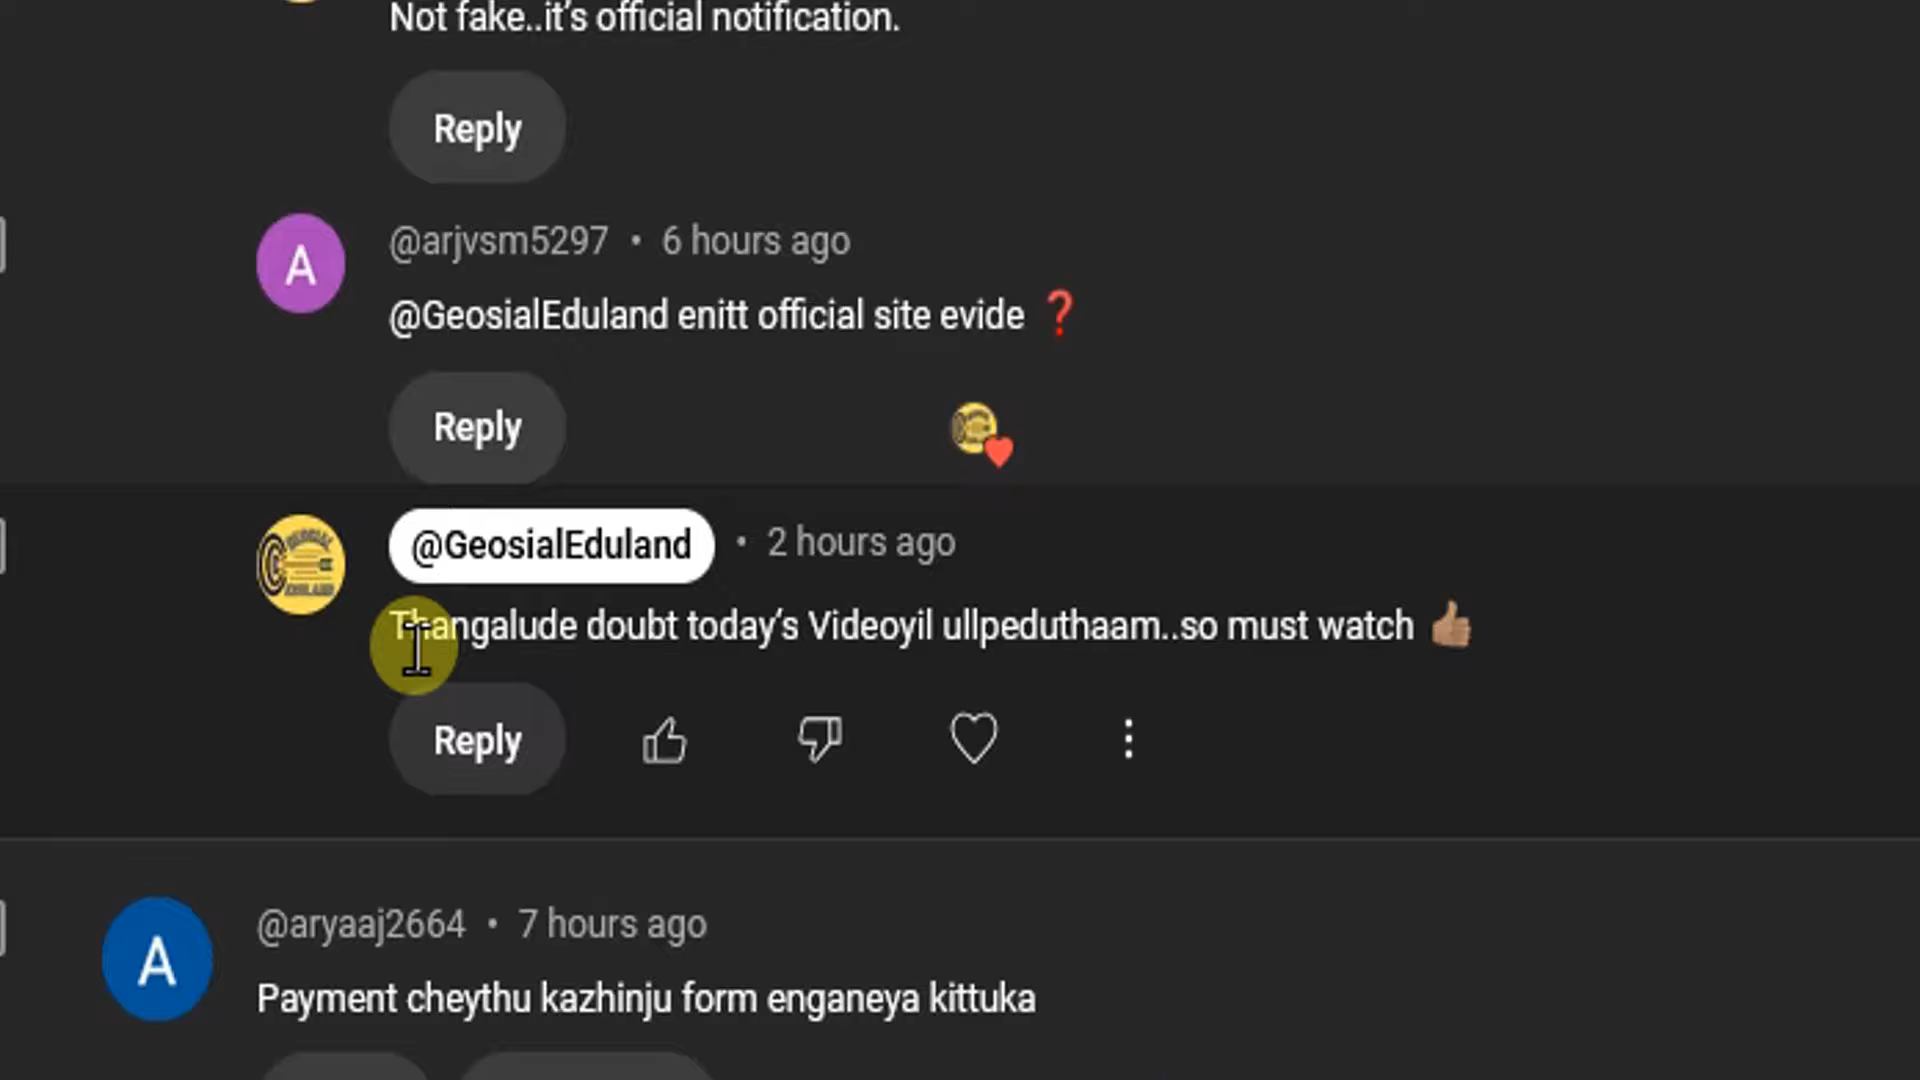 Not fake..it's official notification.
Reply
A
@arjvsm5297 • 6 hours ago
@GeosialEduland enitt official site evide ❓
Reply
@GeosialEduland • 2 hours ago
Thangalude doubt today's Videoyil ullpeduthaam..so must watch 👍🏽
Reply
A
@aryaaj2664 • 7 hours ago
Payment cheythu kazhinju form enganeya kittuka